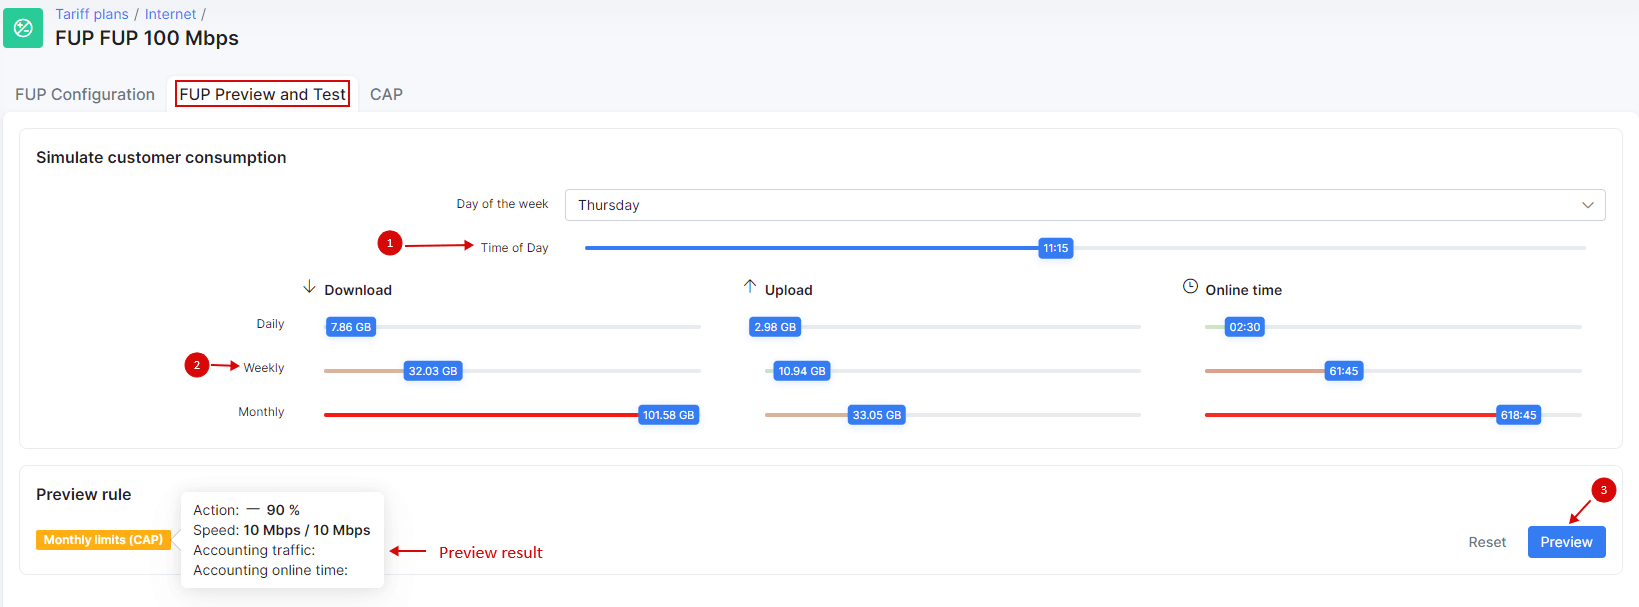 Tariff plans / Internet /
FUP FUP 100 Mbps
FUP Configuration
FUP Preview and Test
CAP
Simulate customer consumption
Day of the week
Thursday
1
Time of Day
11:15
Download
Upload
Online time
Daily
7.86 GB
2.98 GB
02:30
2
Weekly
32.03 GB
10.94 GB
61:45
Monthly
101.58 GB
33.05 GB
618:45
Preview rule
Monthly limits (CAP)
Action: — 90 %
Speed: 10 Mbps / 10 Mbps
Accounting traffic:
Accounting online time:
Preview result
3
Reset
Preview